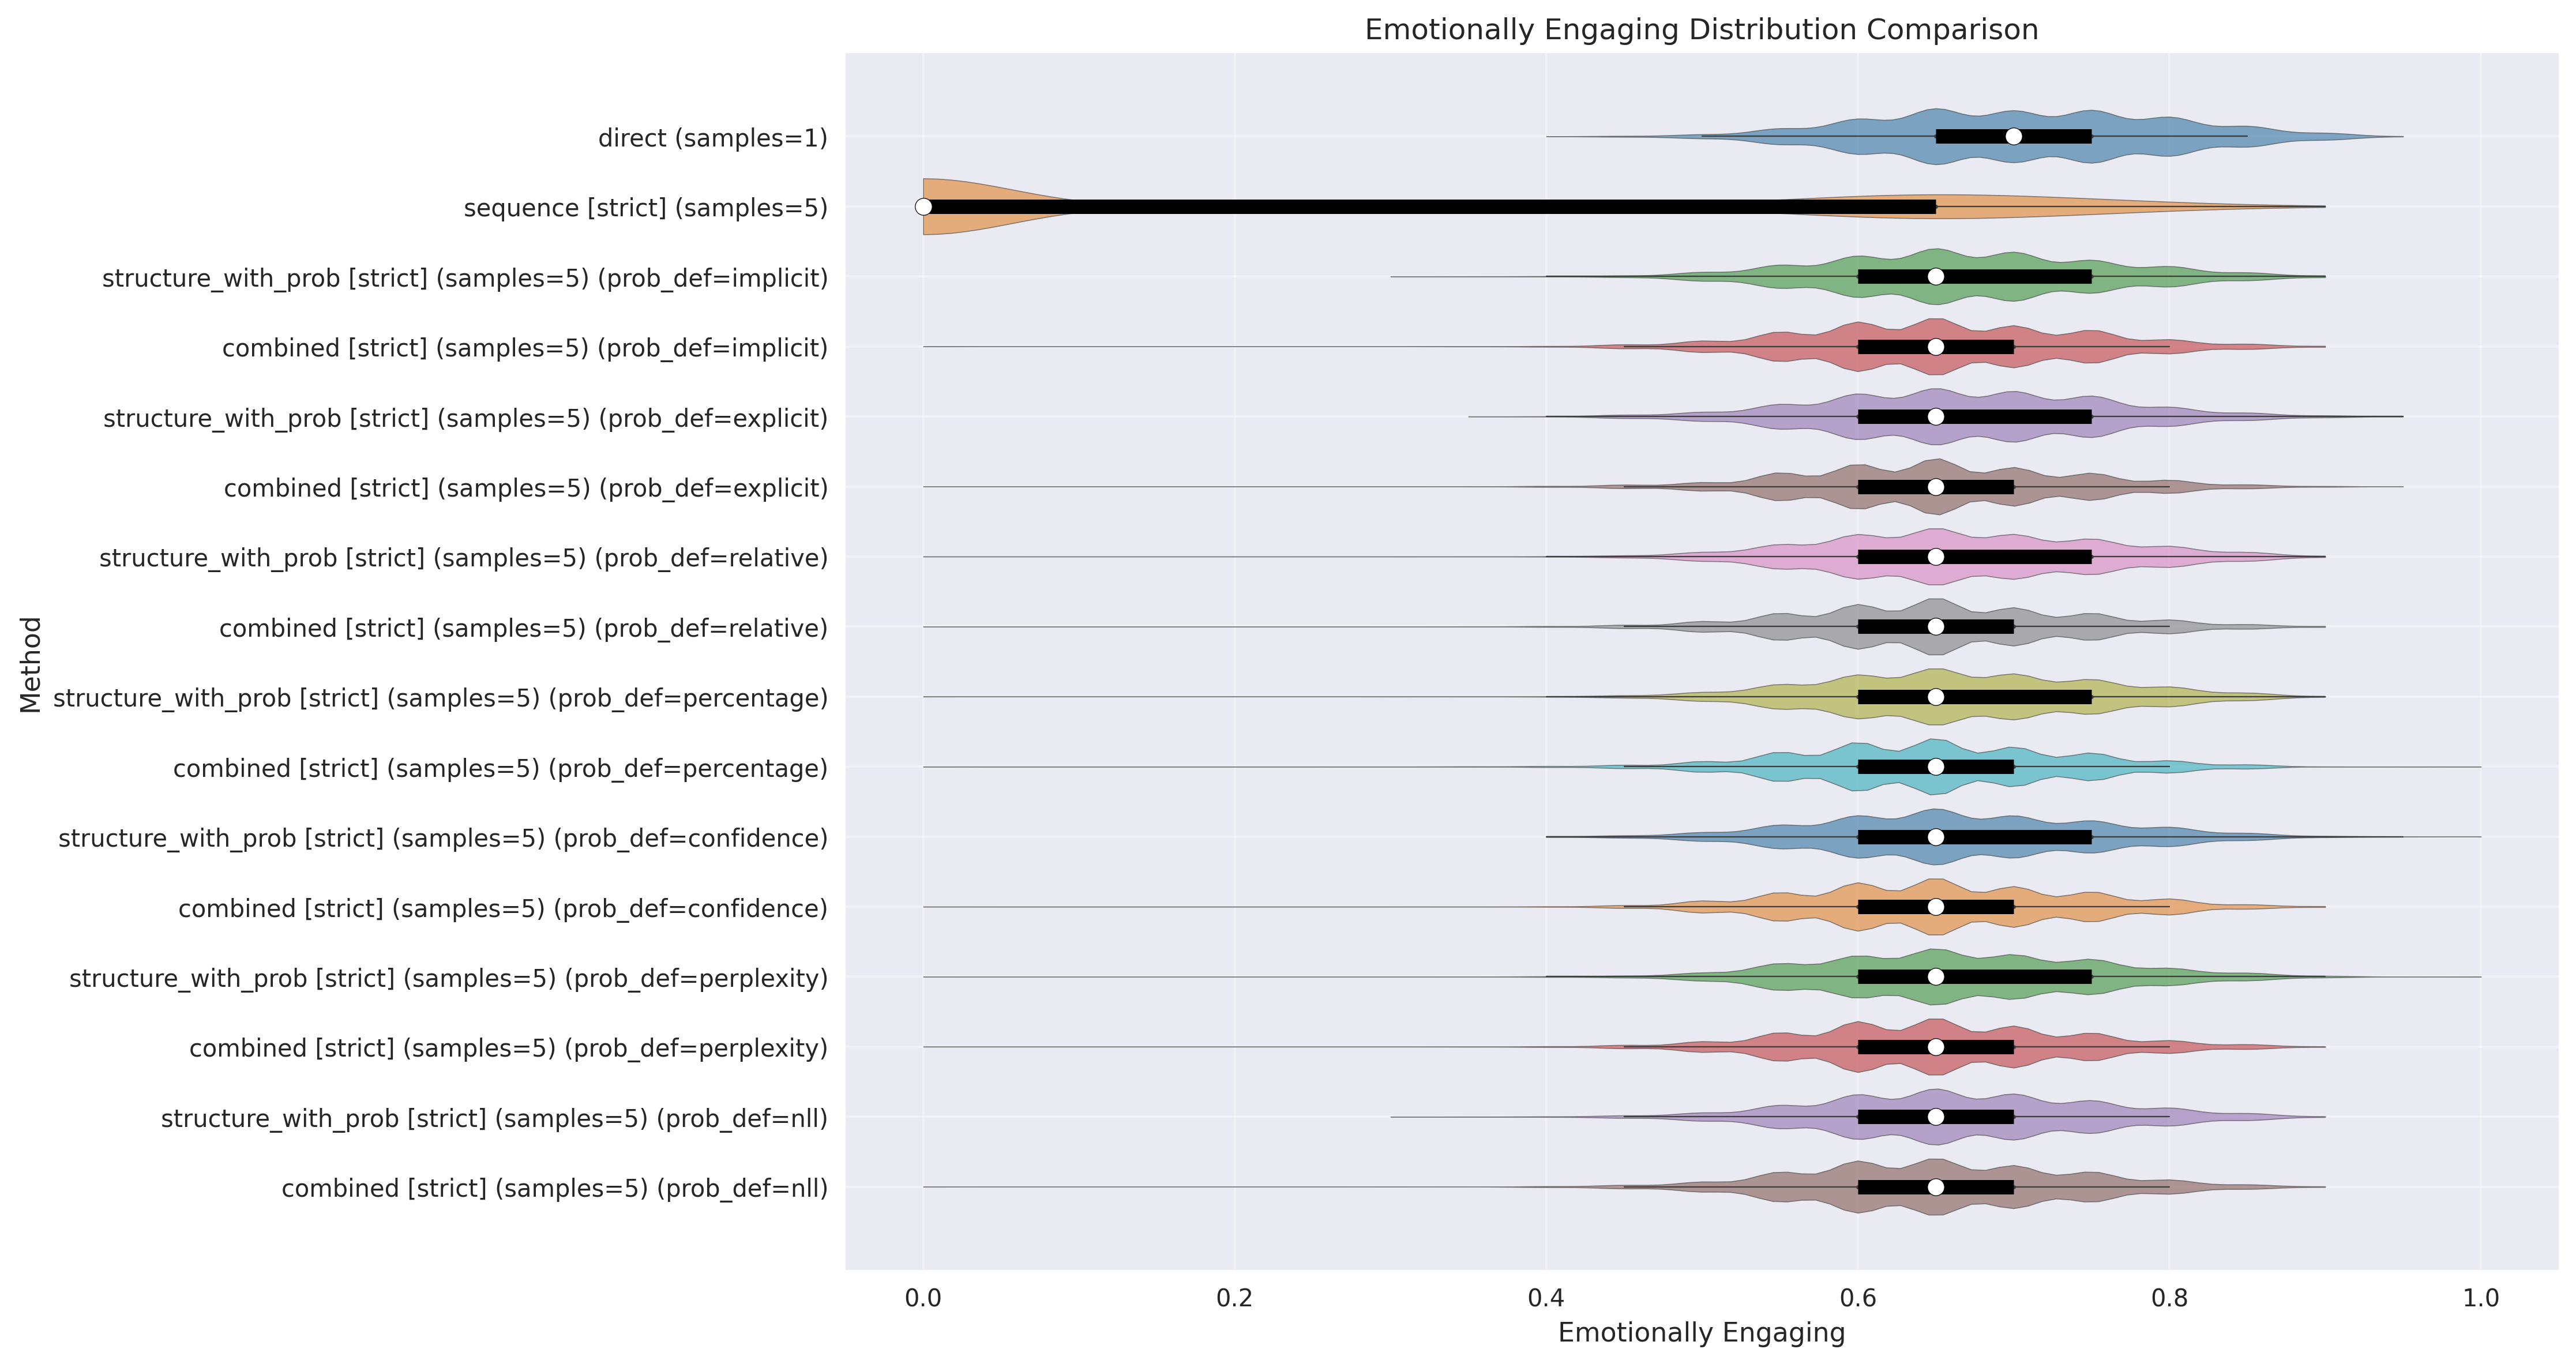 Emotionally Engaging Distribution Comparison
Method
direct (samples=1)
sequence [strict] (samples=5)
structure_with_prob [strict] (samples=5) (prob_def=implicit)
combined [strict] (samples=5) (prob_def=implicit)
structure_with_prob [strict] (samples=5) (prob_def=explicit)
combined [strict] (samples=5) (prob_def=explicit)
structure_with_prob [strict] (samples=5) (prob_def=relative)
combined [strict] (samples=5) (prob_def=relative)
structure_with_prob [strict] (samples=5) (prob_def=percentage)
combined [strict] (samples=5) (prob_def=percentage)
structure_with_prob [strict] (samples=5) (prob_def=confidence)
combined [strict] (samples=5) (prob_def=confidence)
structure_with_prob [strict] (samples=5) (prob_def=perplexity)
combined [strict] (samples=5) (prob_def=perplexity)
structure_with_prob [strict] (samples=5) (prob_def=nll)
combined [strict] (samples=5) (prob_def=nll)
0.0 0.2 0.4 0.6 0.8 1.0
Emotionally Engaging